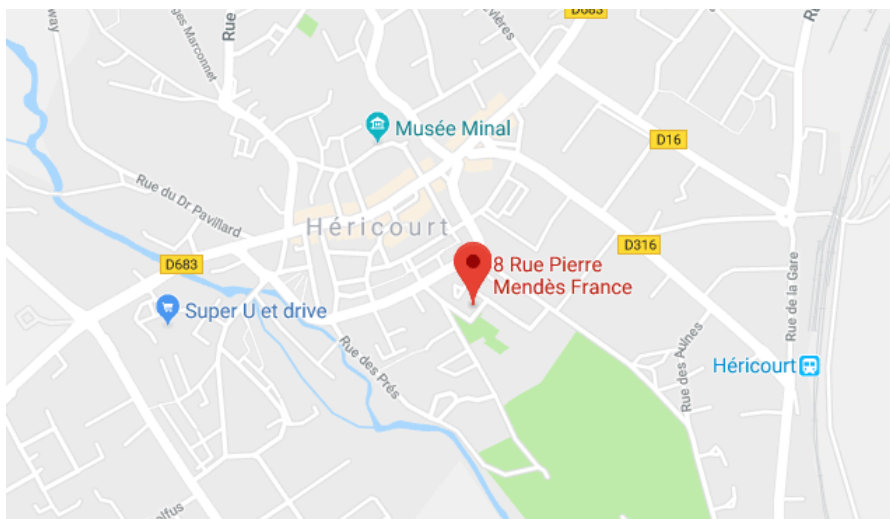 D683
Rue
Musée Minal
D16
Rue du Dr Pavillard
Héricourt
D683
D316
8 Rue Pierre
Mendès France
Super U et drive
Rue de la Gare
Rue des Prés
Rue des Aulnes
Héricourt